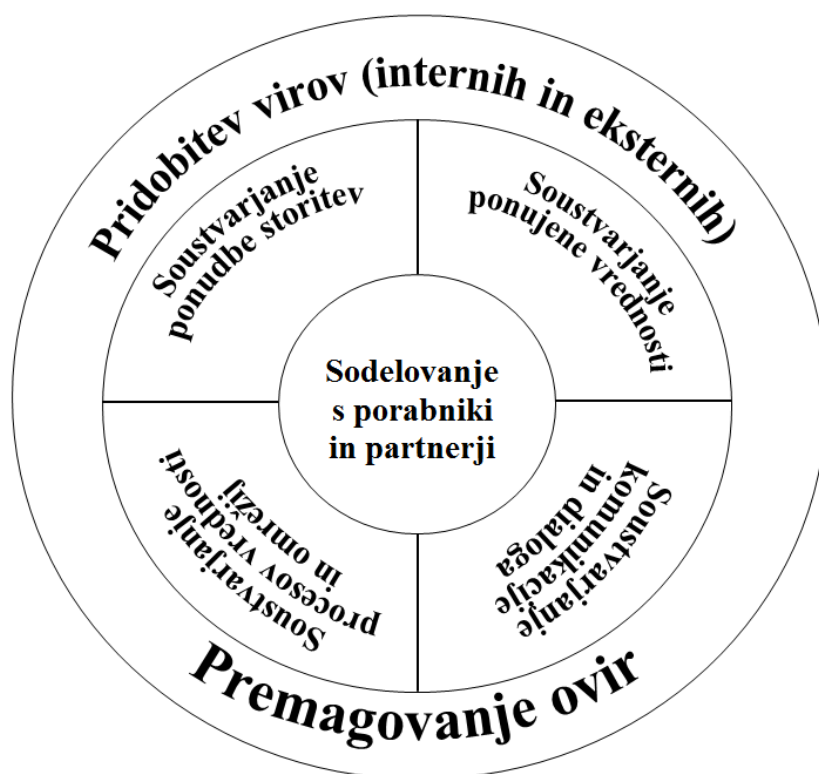 Pridobitev virov (internih in eksternih)
Soustvarjanje
ponudbe storitev
Soustvarjanje
ponujene vrednosti
Sodelovanje
s porabniki
in partnerji
Soustvarjanje
procesov vrednosti
in omrežij
Soustvarjanje
komunikacije
in dialoga
Premagovanje ovir